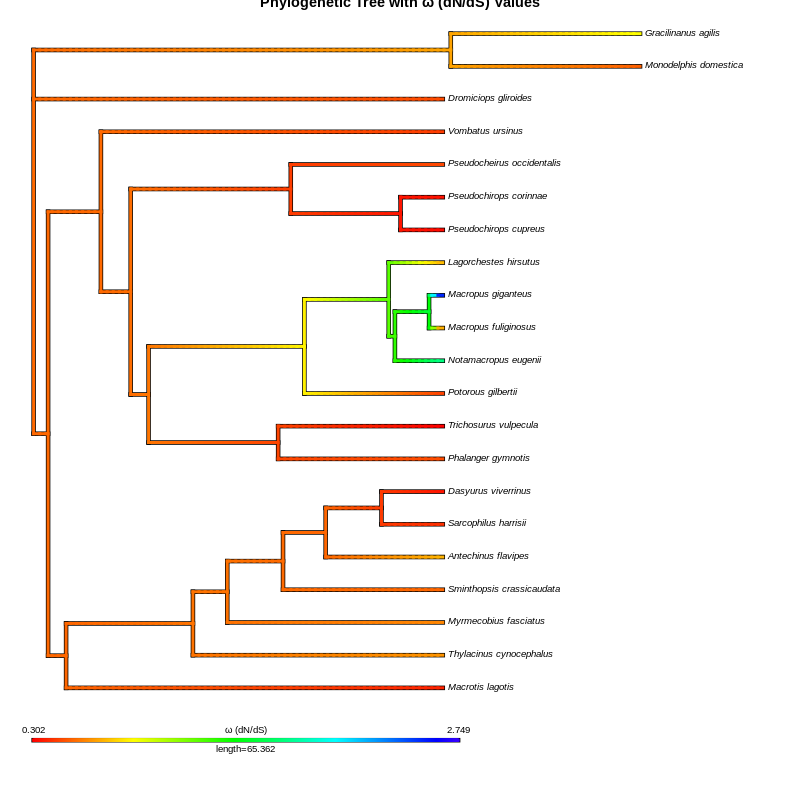 Phylogenetic Tree with ω (dN/dS) Values
Gracilinanus agilis
Monodelphis domestica
Dromiciops gliroides
Vombatus ursinus
Pseudocheirus occidentalis
Pseudochirops corinnae
Pseudochirops cupreus
Lagorchestes hirsutus
Macropus giganteus
Macropus fuliginosus
Notamacropus eugenii
Potorous gilbertii
Trichosurus vulpecula
Phalanger gymnotis
Dasyurus viverrinus
Sarcophilus harrisii
Antechinus flavipes
Sminthopsis crassicaudata
Myrmecobius fasciatus
Thylacinus cynocephalus
Macrotis lagotis
0.302 ω (dN/dS) 2.749
length=65.362